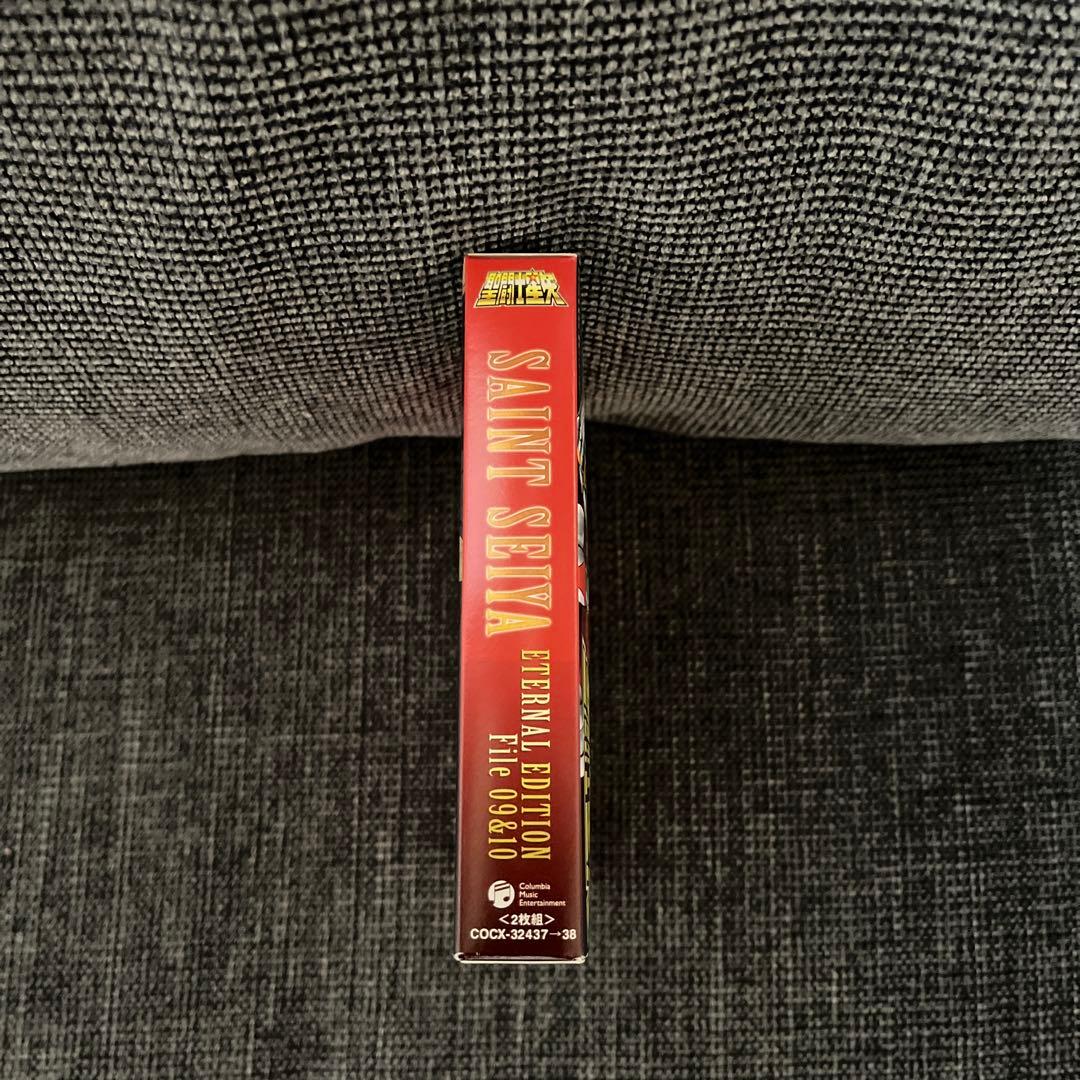 聖闘士星矢
SAINT SEIYA
ETERNAL EDITION
File 09&10
Columbia
Music
Entertainment
<2枚組>
COCX-32437→38